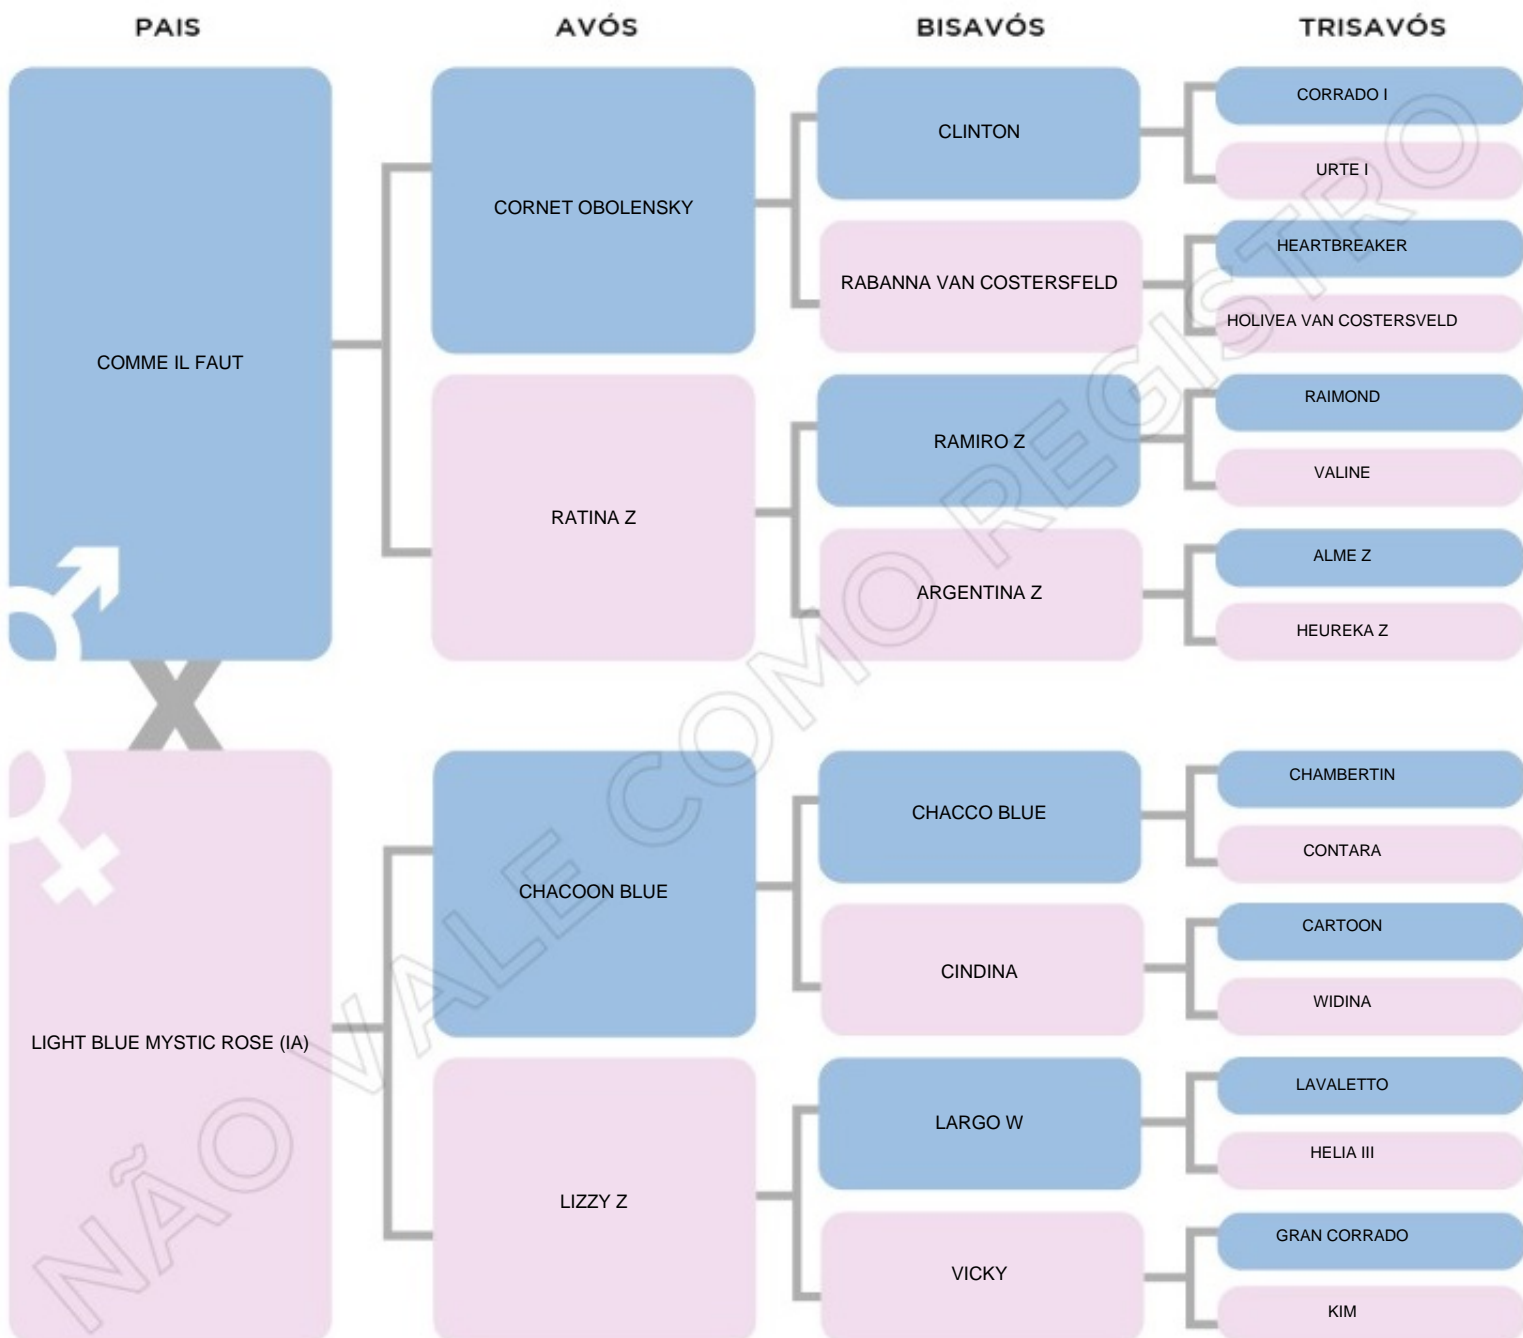 PAIS
AVÓS
BISAVÓS
TRISAVÓS
COMME IL FAUT
CORNET OBOLENSKY
CLINTON
CORRADO I
URTE I
RABANNA VAN COSTERSFELD
HEARTBREAKER
HOLIVEA VAN COSTERSVELD
RATINA Z
RAMIRO Z
RAIMOND
VALINE
ARGENTINA Z
ALME Z
HEUREKA Z
X
LIGHT BLUE MYSTIC ROSE (IA)
CHACOON BLUE
CHACCO BLUE
CHAMBERTIN
CONTARA
CINDINA
CARTOON
WIDINA
LIZZY Z
LARGO W
LAVALETTO
HELIA III
VICKY
GRAN CORRADO
KIM
NÃO VALE COMO REGISTRO